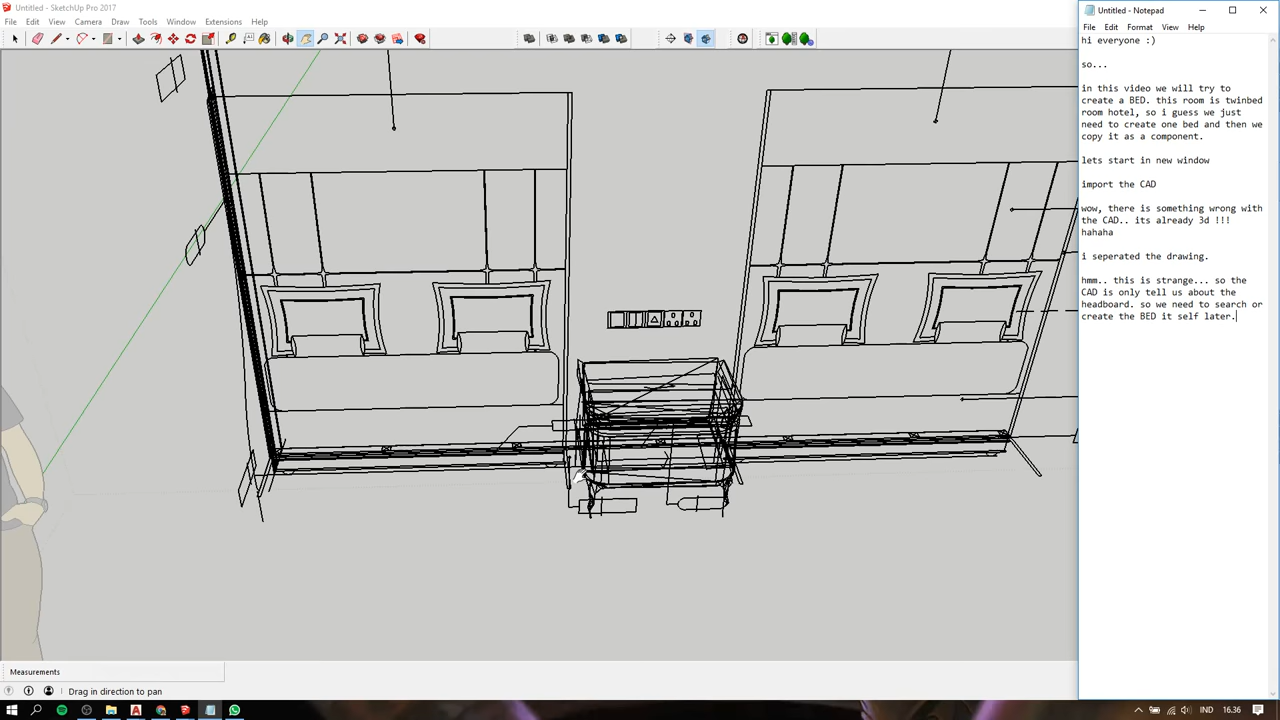 Untitled - SketchUp Pro 2017
File Edit View Camera Draw Tools Window Extensions Help
Measurements
Drag in direction to pan
Untitled - Notepad
File Edit Format View Help
hi everyone :)
so...
in this video we will try to
create a BED. this room is twinbed
room hotel, so i guess we just
need to create one bed and then we
copy it as a component.
lets start in new window
import the CAD
wow, there is something wrong with
the CAD.. its already 3d !!!
hahaha
i seperated the drawing.
hmm.. this is strange... so the
CAD is only tell us about the
headboard. so we need to search or
create the BED it self later.
IND
16.36